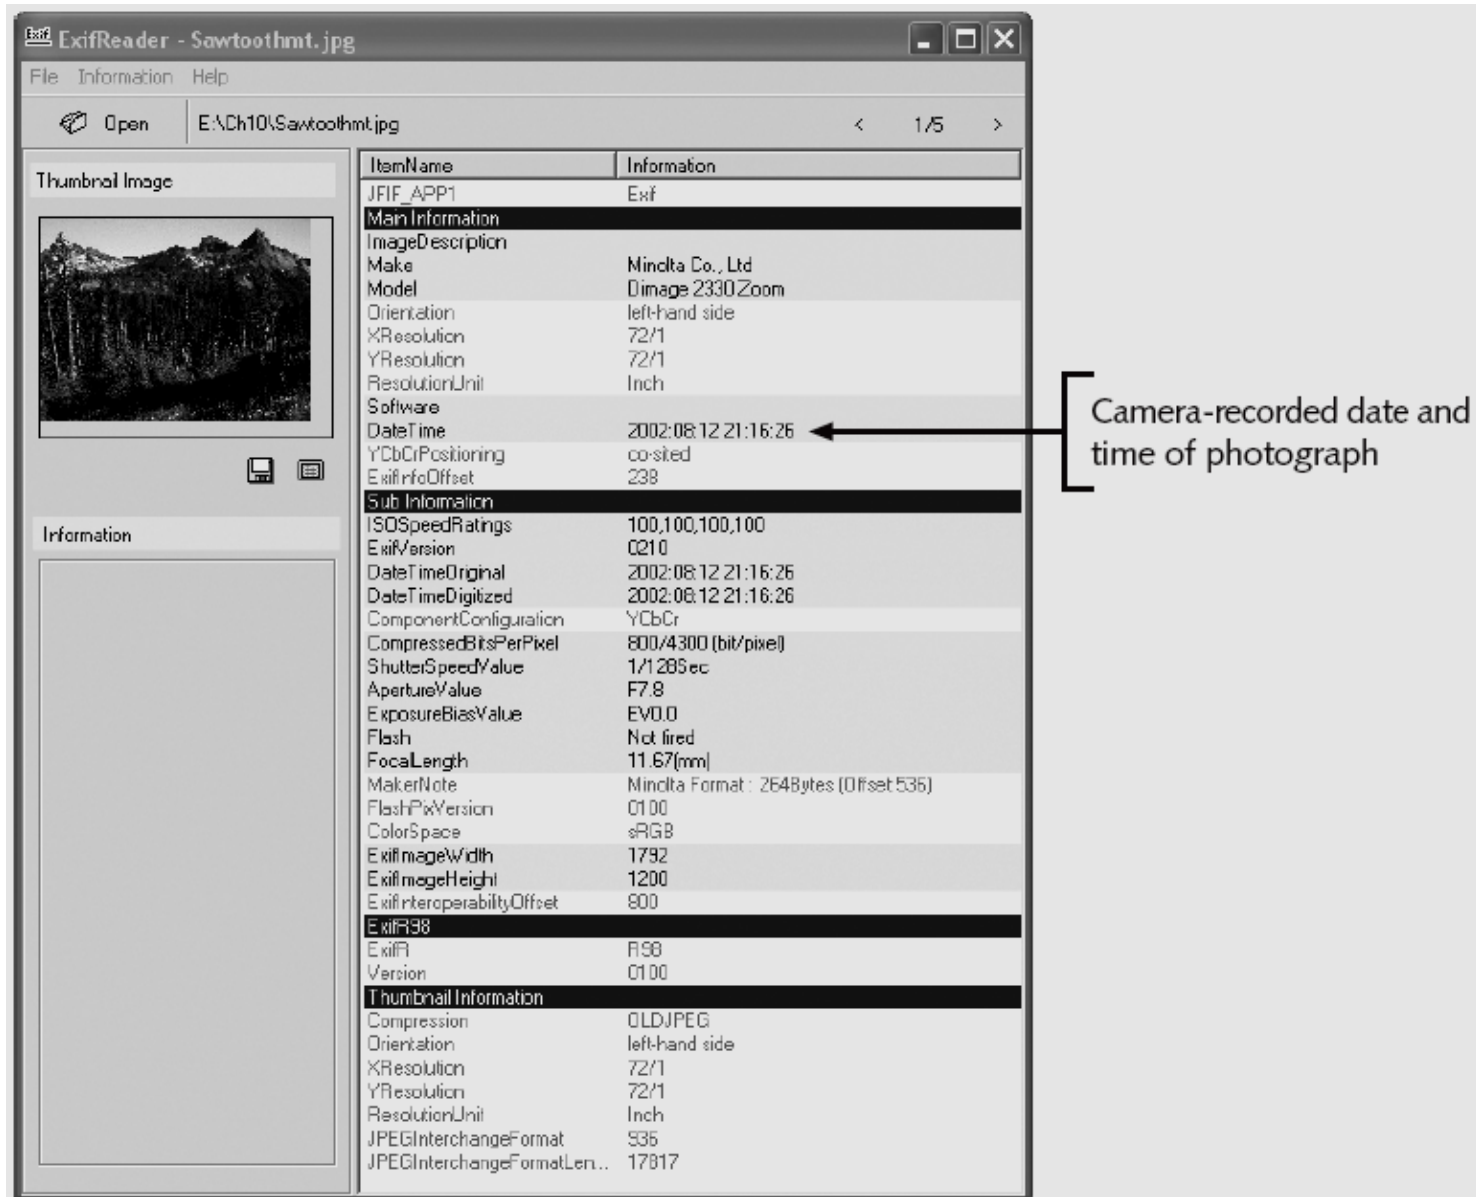 ExifReader - Sawtoothmt.jpg
File Information Help
Open E:\Ch10\Sawtoothmt.jpg < 1/5 >
Thumbnail Image
Information
ItemName Information
JFIF_APP1 Exif
Main Information
ImageDescription
Make Minolta Co., Ltd
Model Dimage 2330 Zoom
Orientation left-hand side
XResolution 72/1
YResolution 72/1
ResolutionUnit Inch
Software
DateTime 2002:08:12 21:16:26
YCbCrPositioning co-sited
ExifInfoOffset 238
Sub Information
ISOSpeedRatings 100,100,100,100
ExifVersion 0210
DateTimeOriginal 2002:08:12 21:16:26
DateTimeDigitized 2002:08:12 21:16:26
ComponentConfiguration YCbCr
CompressedBitsPerPixel 800/4300 (bit/pixel)
ShutterSpeedValue 1/128Sec
ApertureValue F7.8
ExposureBiasValue EV0.0
Flash Not fired
FocalLength 11.67(mm)
MakerNote Minolta Format : 264Bytes (Offset:536)
FlashPixVersion 0100
ColorSpace sRGB
ExifImageWidth 1792
ExifImageHeight 1200
ExifInteroperabilityOffset 800
ExifR98
ExifR R98
Version 0100
Thumbnail Information
Compression OLDJPEG
Orientation left-hand side
XResolution 72/1
YResolution 72/1
ResolutionUnit Inch
JPEGInterchangeFormat 936
JPEGInterchangeFormatLen... 17817
Camera-recorded date and
time of photograph